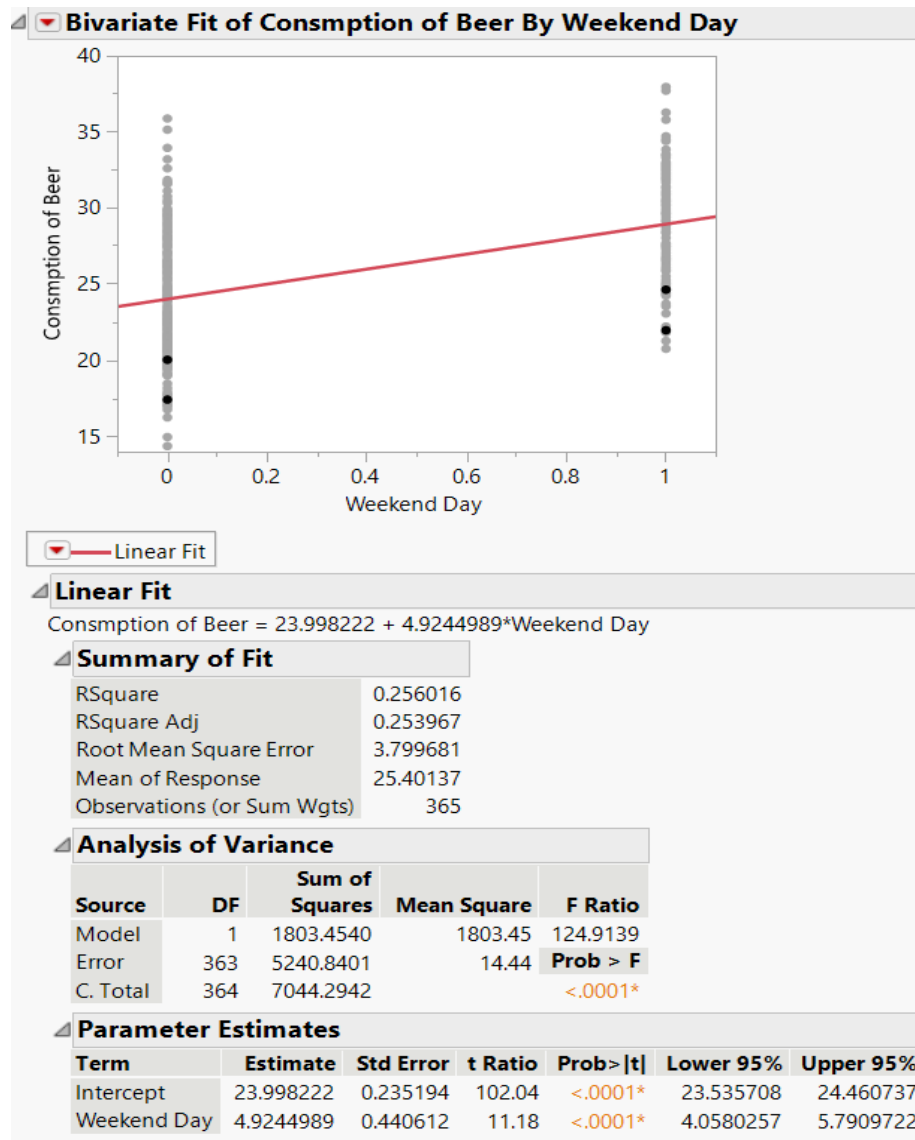 Bivariate Fit of Consmption of Beer By Weekend Day
40
35
30
25
20
15
Consmption of Beer
0 0.2 0.4 0.6 0.8 1
Weekend Day
Linear Fit
Linear Fit
Consmption of Beer = 23.998222 + 4.9244989*Weekend Day
Summary of Fit
RSquare 0.256016
RSquare Adj 0.253967
Root Mean Square Error 3.799681
Mean of Response 25.40137
Observations (or Sum Wgts) 365
Analysis of Variance
Sum of
Source DF Squares Mean Square F Ratio
Model 1 1803.4540 1803.45 124.9139
Error 363 5240.8401 14.44 Prob > F
C. Total 364 7044.2942 <.0001*
Parameter Estimates
Term Estimate Std Error t Ratio Prob>|t| Lower 95% Upper 95%
Intercept 23.998222 0.235194 102.04 <.0001* 23.535708 24.460737
Weekend Day 4.9244989 0.440612 11.18 <.0001* 4.0580257 5.7909722